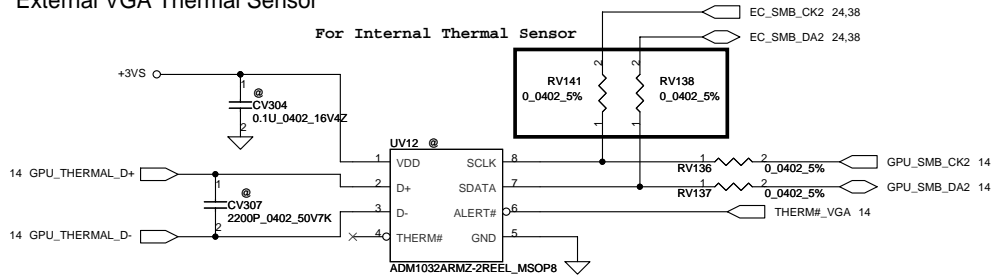 External VGA Thermal Sensor
EC_SMB_CK2 24,38
EC_SMB_DA2 24,38
For Internal Thermal Sensor
+3VS
1
@
CV304
0.1U_0402_16V4Z
2
2
RV141
0_0402_5%
1
2
RV138
0_0402_5%
1
UV12 @
1 VDD SCLK 8
2 D+ SDATA 7
3 D- ALERT# 6
4 THERM# GND 5
ADM1032ARMZ-2REEL_MSOP8
14 GPU_THERMAL_D+
1
@
CV307
2200P_0402_50V7K
2
14 GPU_THERMAL_D-
1 2
RV136 0_0402_5%
GPU_SMB_CK2 14
1 2
RV137 0_0402_5%
GPU_SMB_DA2 14
THERM#_VGA 14